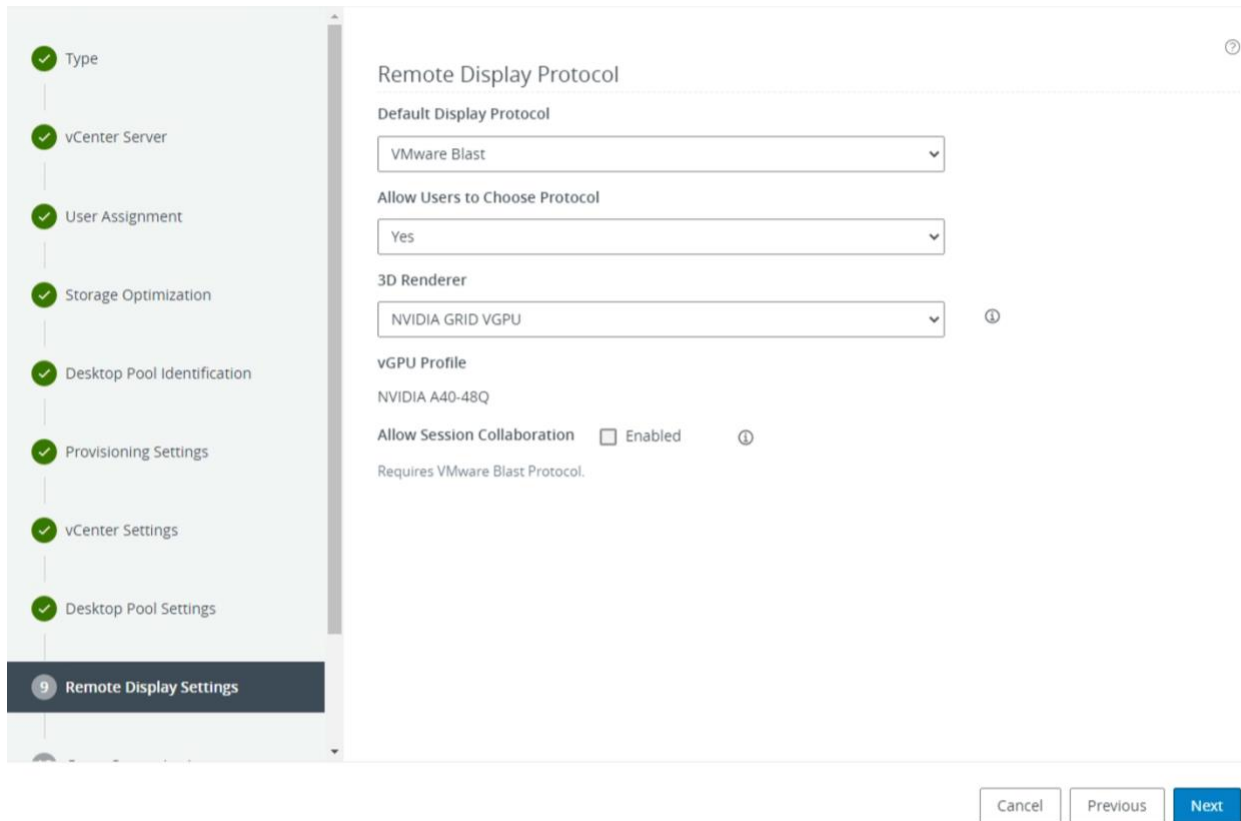 Type
vCenter Server
User Assignment
Storage Optimization
Desktop Pool Identification
Provisioning Settings
vCenter Settings
Desktop Pool Settings
9 Remote Display Settings
Remote Display Protocol
Default Display Protocol
VMware Blast
Allow Users to Choose Protocol
Yes
3D Renderer
NVIDIA GRID VGPU
vGPU Profile
NVIDIA A40-48Q
Allow Session Collaboration Enabled
Requires VMware Blast Protocol.
Cancel Previous Next